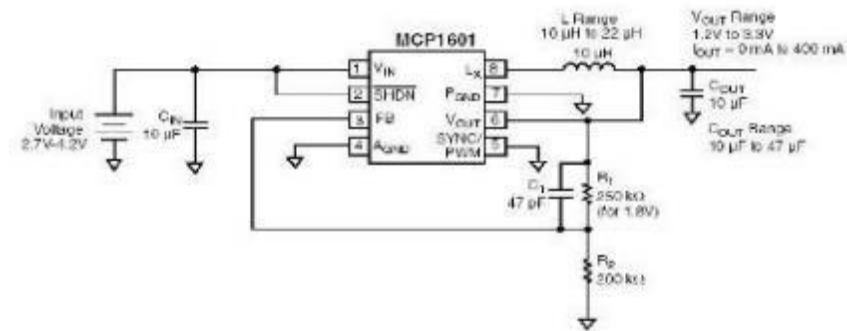 L Range
10 µH to 22 µH
10 µH
VOUT Range
1.2V to 3.3V
IOUT = 0 mA to 400 mA
MCP1601
1 VIN
LX 8
2 SHDN
PGND 7
3 FB
VOUT 6
4 AGND
SYNC/
PWM 5
Input
Voltage
2.7V-4.2V
CIN
10 µF
COUT
10 µF
COUT Range
10 µF to 47 µF
C1
47 pF
R1
250 kΩ
(for 1.8V)
R2
200 kΩ